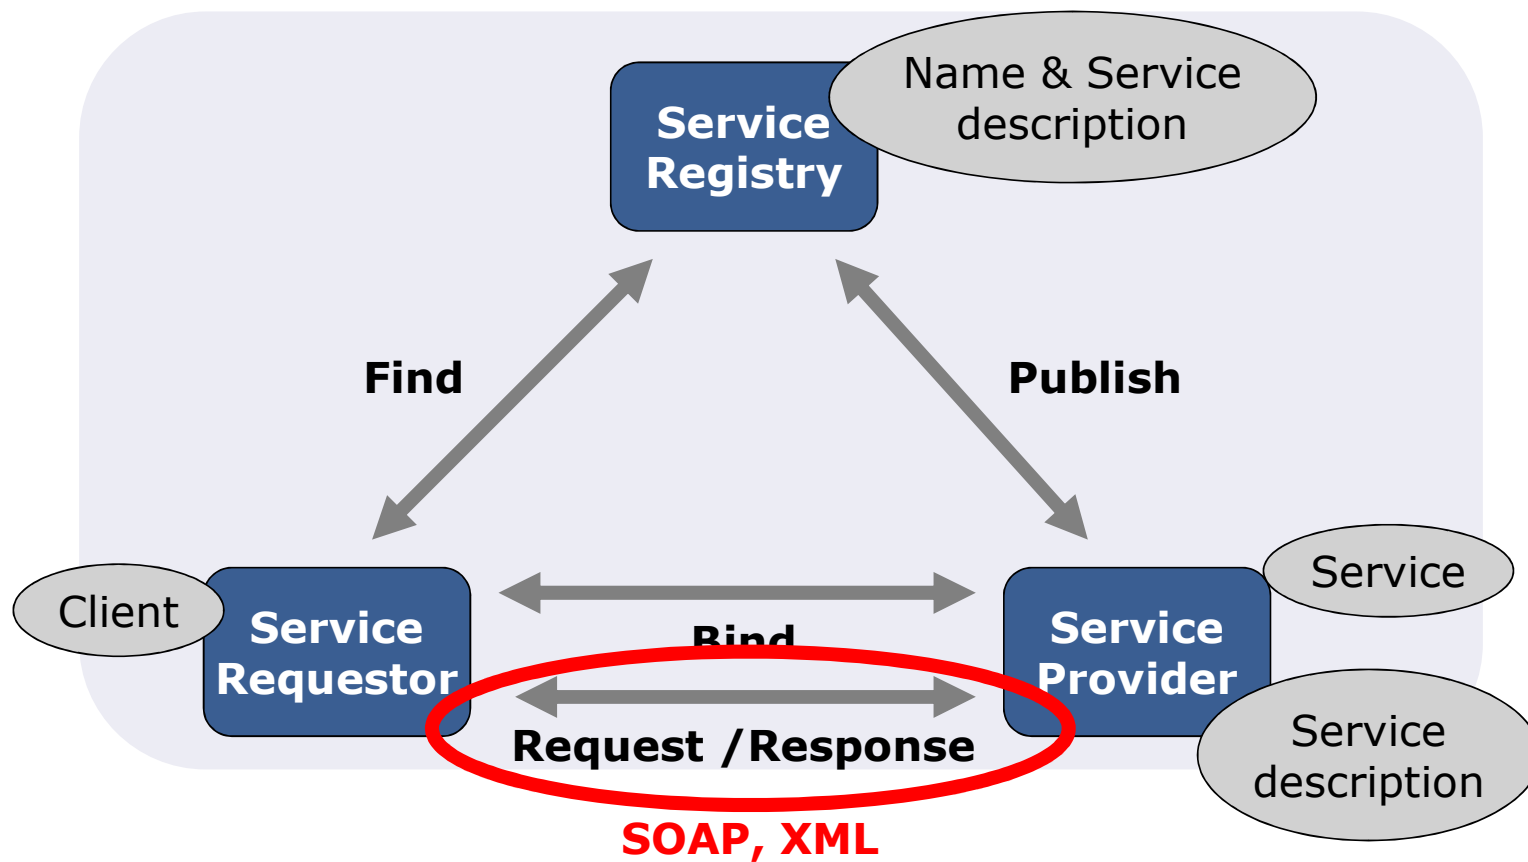 Name & Service
description
Service
Registry
Find
Publish
Client
Service
Requestor
Bind
Service
Provider
Service
Request /Response
Service
description
SOAP, XML